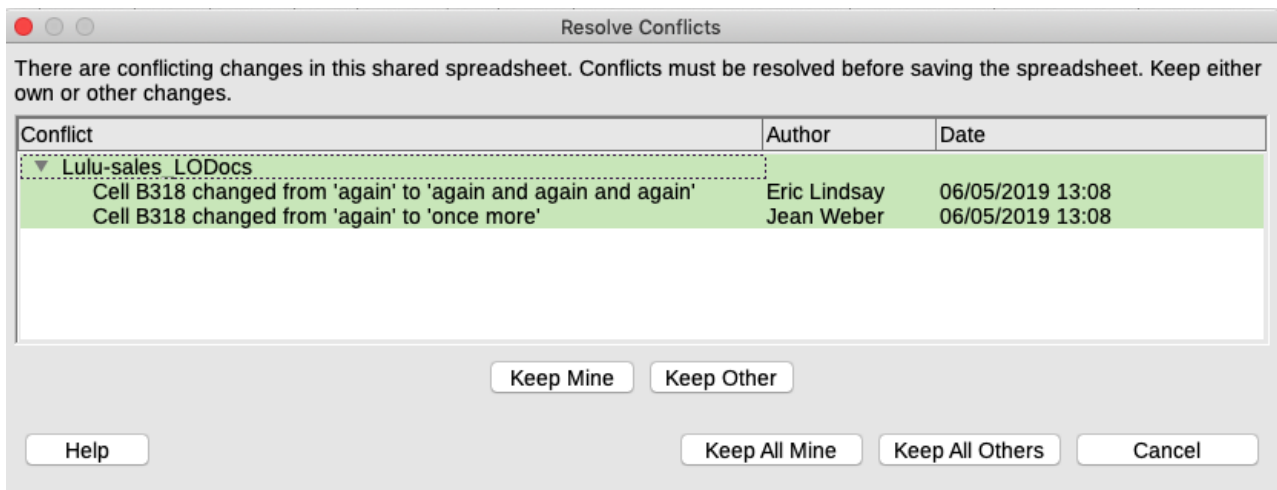 Resolve Conflicts
There are conflicting changes in this shared spreadsheet. Conflicts must be resolved before saving the spreadsheet. Keep either
own or other changes.
Conflict Author Date
Lulu-sales_LODocs
Cell B318 changed from 'again' to 'again and again and again' Eric Lindsay 06/05/2019 13:08
Cell B318 changed from 'again' to 'once more' Jean Weber 06/05/2019 13:08
Keep Mine Keep Other
Help Keep All Mine Keep All Others Cancel